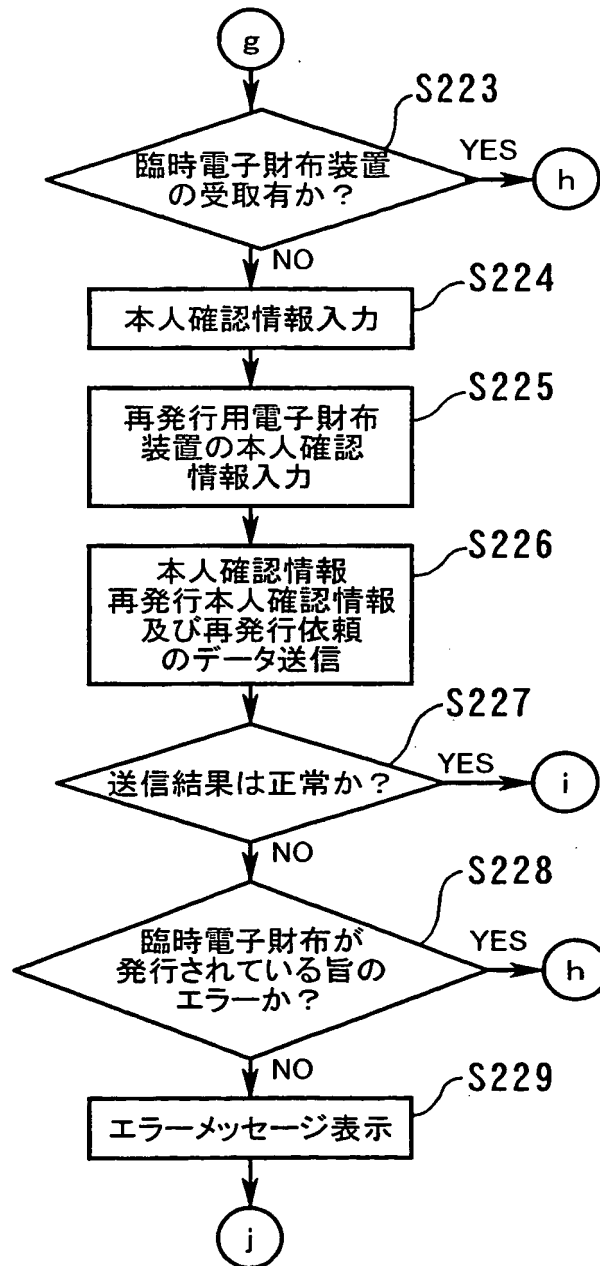 g
S223
臨時電子財布装置
の受取有か？
YES
h
NO
S224
本人確認情報入力
S225
再発行用電子財布
装置の本人確認
情報入力
S226
本人確認情報
再発行本人確認情報
及び再発行依頼
のデータ送信
S227
送信結果は正常か？
YES
i
NO
S228
臨時電子財布が
発行されている旨の
エラーか？
YES
h
NO
S229
エラーメッセージ表示
j